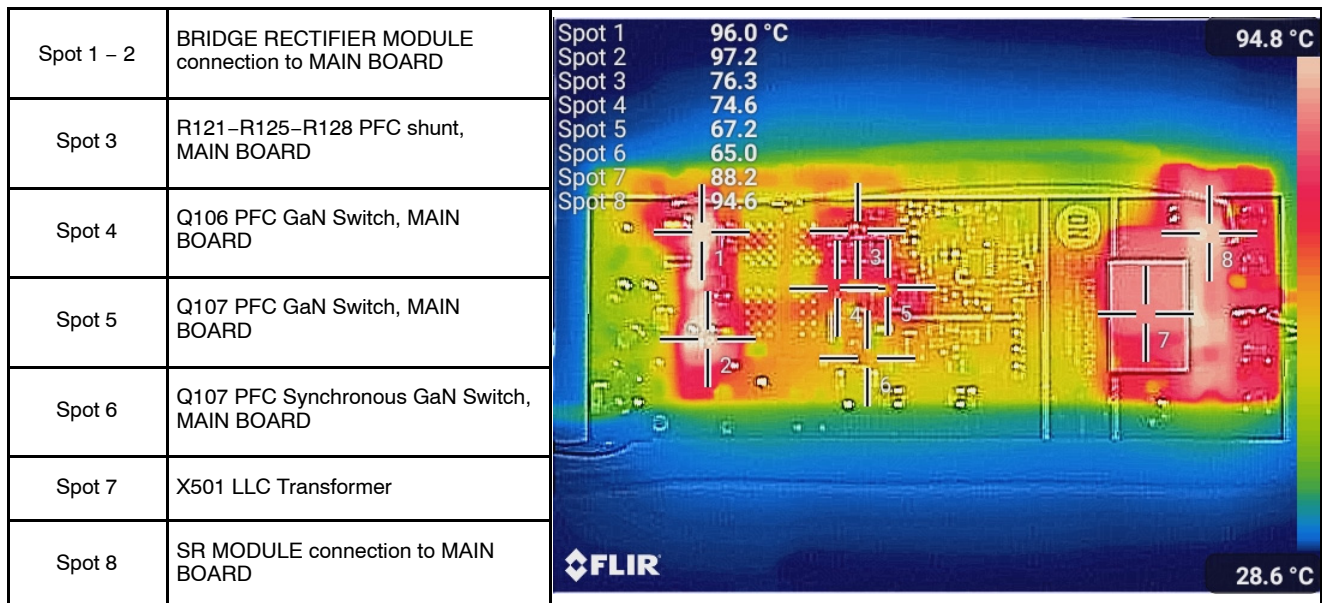 Spot 1 – 2
BRIDGE RECTIFIER MODULE
connection to MAIN BOARD
Spot 3
R121–R125–R128 PFC shunt,
MAIN BOARD
Spot 4
Q106 PFC GaN Switch, MAIN
BOARD
Spot 5
Q107 PFC GaN Switch, MAIN
BOARD
Spot 6
Q107 PFC Synchronous GaN Switch,
MAIN BOARD
Spot 7
X501 LLC Transformer
Spot 8
SR MODULE connection to MAIN
BOARD
Spot 1 96.0 °C
Spot 2 97.2
Spot 3 76.3
Spot 4 74.6
Spot 5 67.2
Spot 6 65.0
Spot 7 88.2
Spot 8 94.6
94.8 °C
1
2
3
4
5
6
7
8
FLIR
28.6 °C